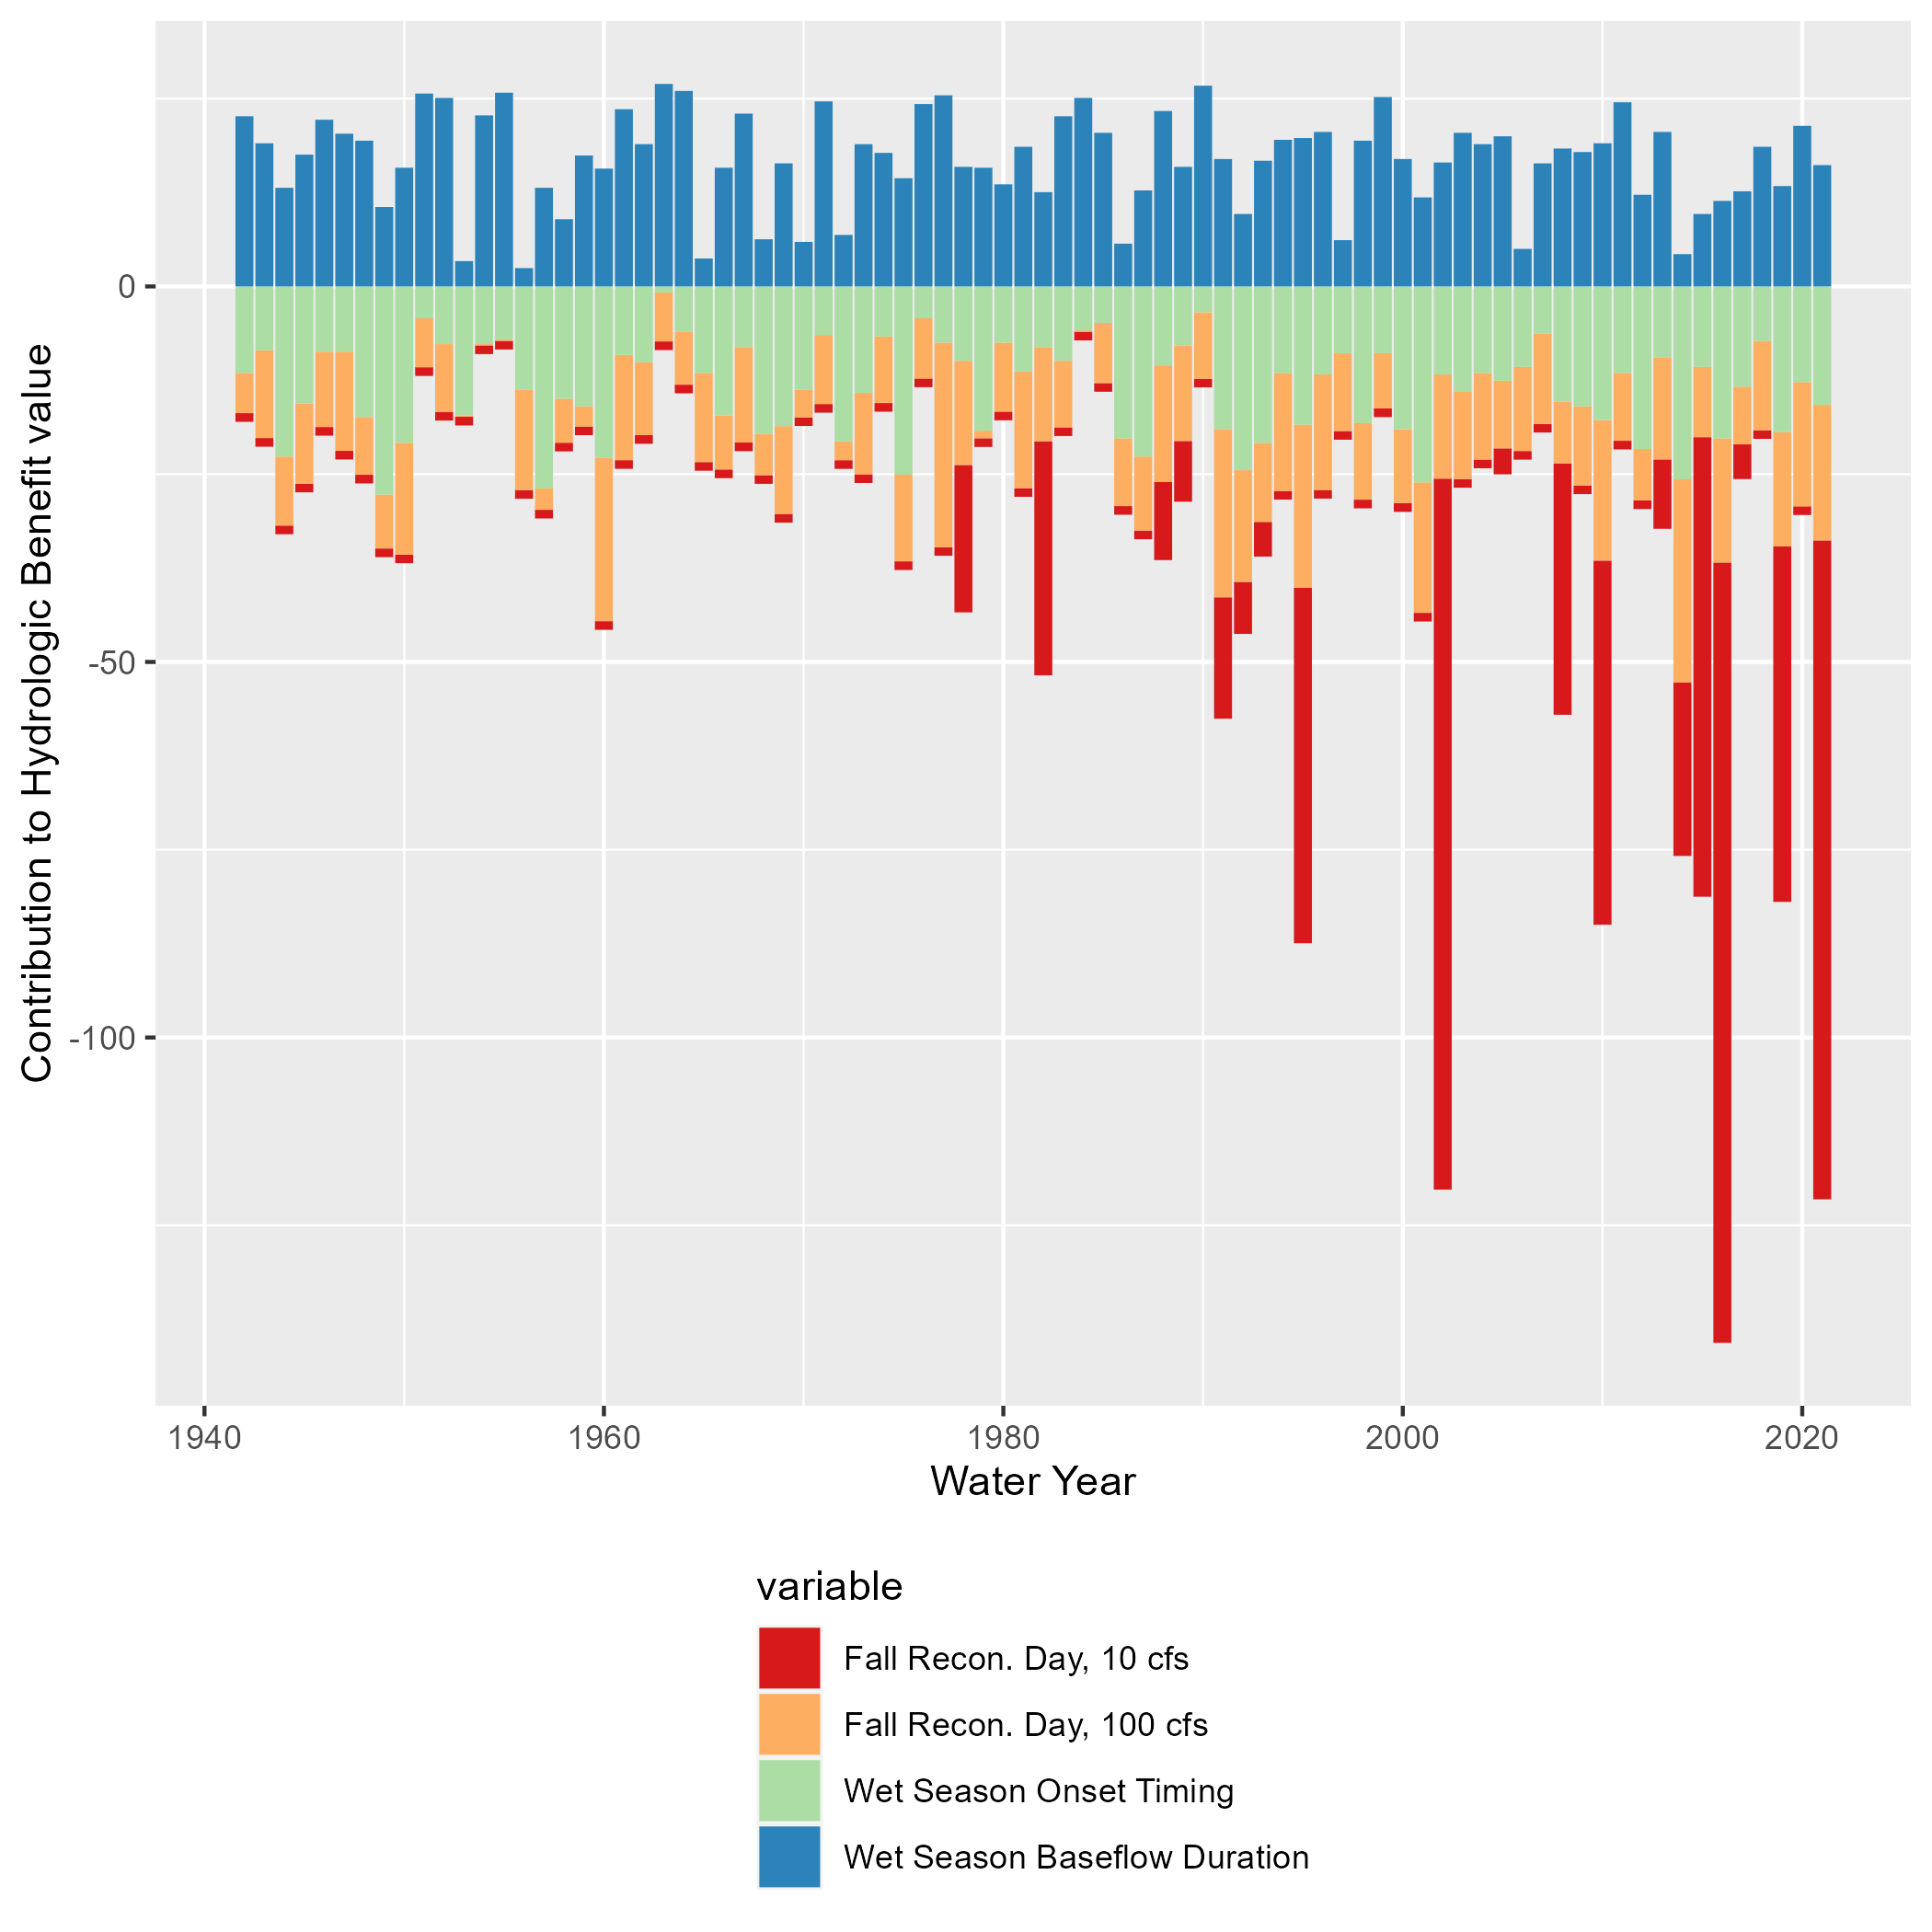 Contribution to Hydrologic Benefit value
0
-50
-100
1940
1960
1980
2000
2020
Water Year
variable
Fall Recon. Day, 10 cfs
Fall Recon. Day, 100 cfs
Wet Season Onset Timing
Wet Season Baseflow Duration